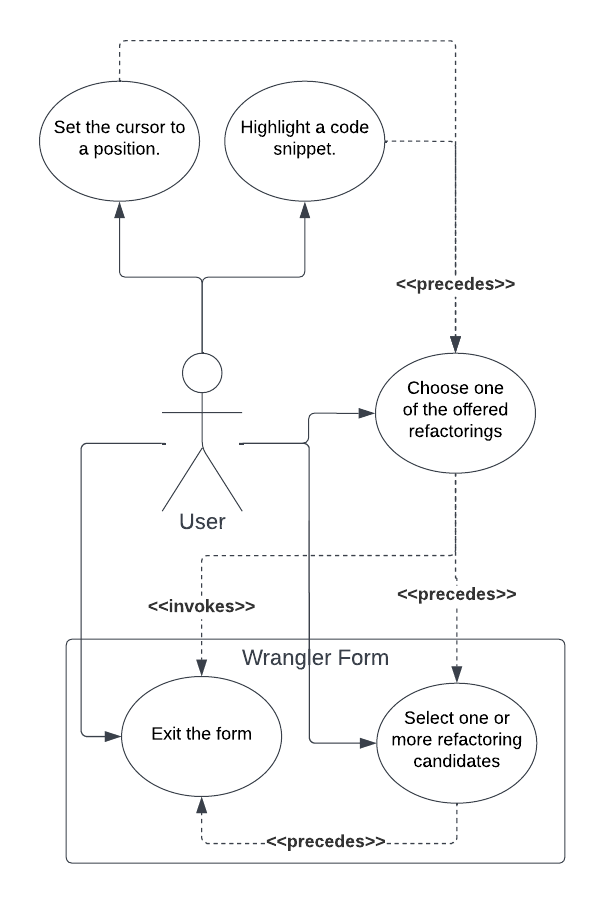 Set the cursor to
a position.
Highlight a code
snippet.
<<precedes>>
Choose one
of the offered
refactorings
User
<<invokes>>
<<precedes>>
Wrangler Form
Exit the form
Select one or
more refactoring
candidates
<<precedes>>